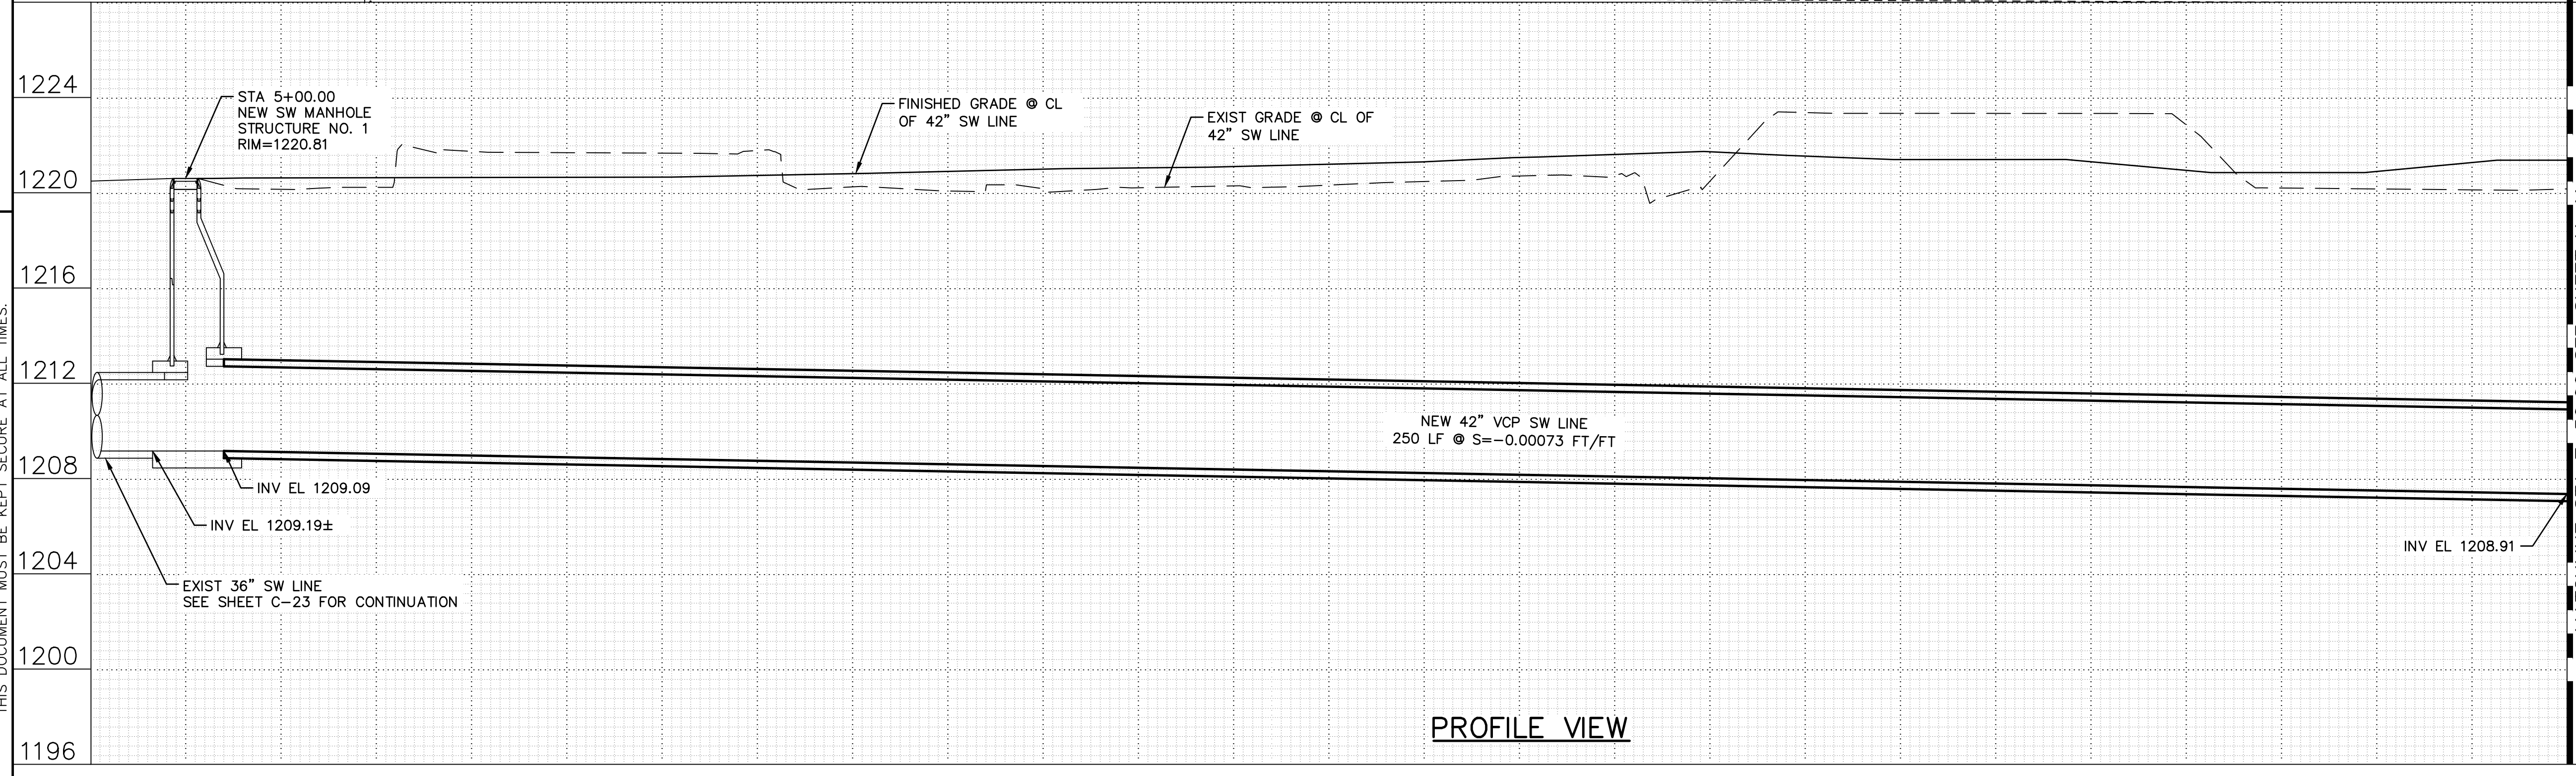 1224
1220
1216
1212
1208
1204
1200
1196
THIS DOCUMENT MUST BE KEPT SECURE AT ALL TIMES.
STA 5+00.00
NEW SW MANHOLE
STRUCTURE NO. 1
RIM=1220.81
FINISHED GRADE @ CL
OF 42" SW LINE
EXIST GRADE @ CL OF
42" SW LINE
NEW 42" VCP SW LINE
250 LF @ S=-0.00073 FT/FT
INV EL 1209.09
INV EL 1209.19±
INV EL 1208.91
EXIST 36" SW LINE
SEE SHEET C-23 FOR CONTINUATION
PROFILE VIEW